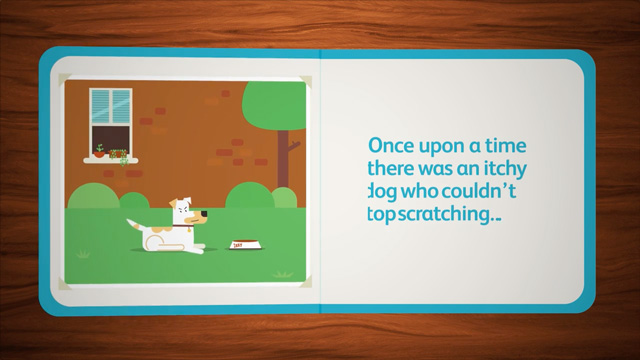 Once upon a time
there was an itchy
dog who couldn't
top scratching...